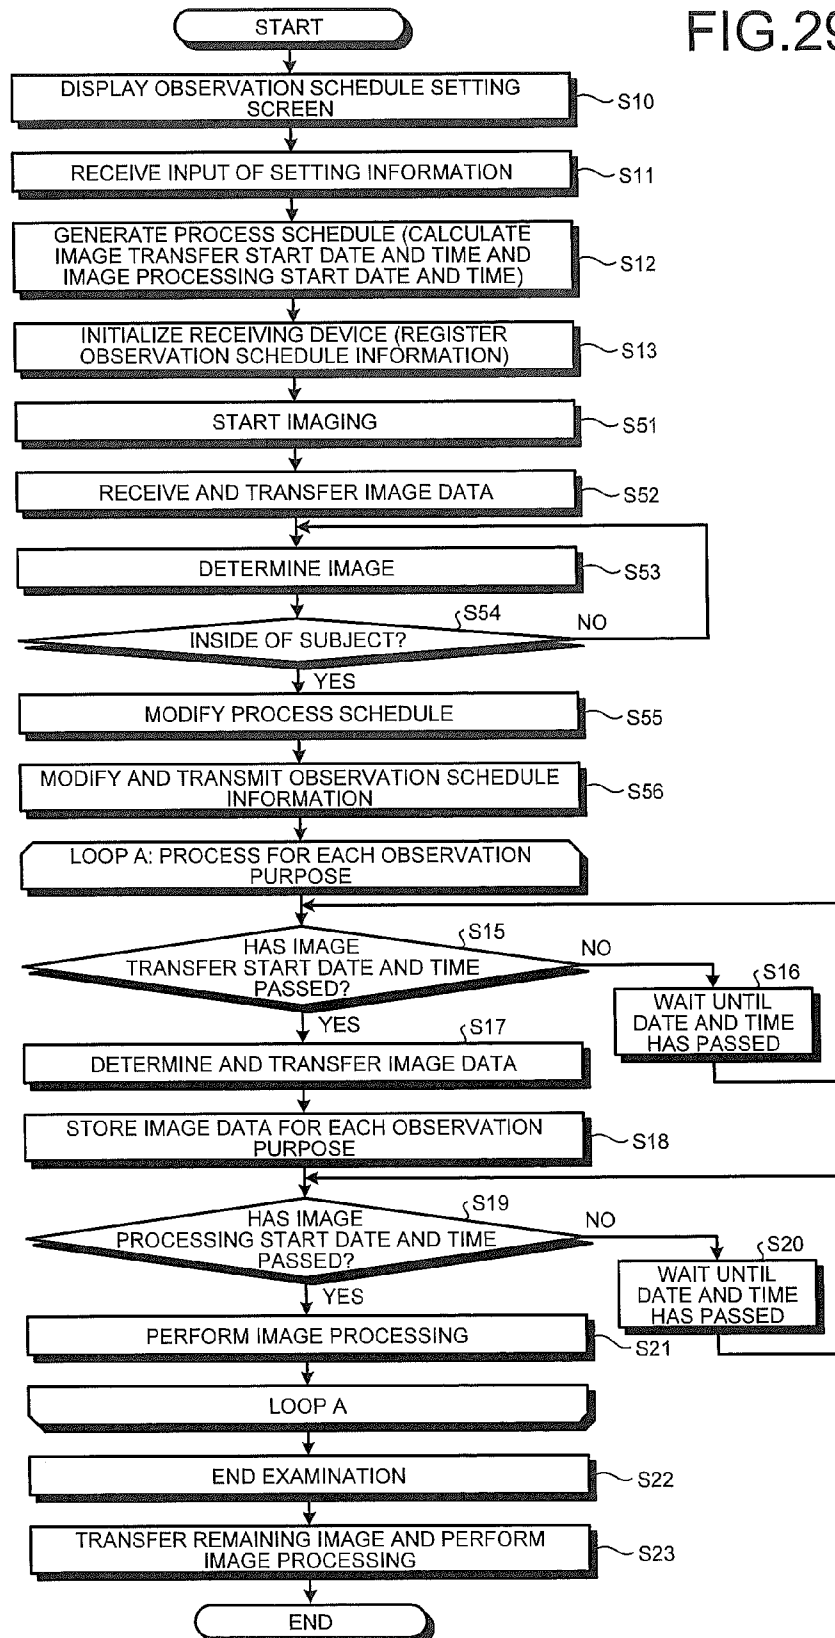 FIG.29
START
DISPLAY OBSERVATION SCHEDULE SETTING
SCREEN
S10
RECEIVE INPUT OF SETTING INFORMATION
S11
GENERATE PROCESS SCHEDULE (CALCULATE
IMAGE TRANSFER START DATE AND TIME AND
IMAGE PROCESSING START DATE AND TIME)
S12
INITIALIZE RECEIVING DEVICE (REGISTER
OBSERVATION SCHEDULE INFORMATION)
S13
START IMAGING
S51
RECEIVE AND TRANSFER IMAGE DATA
S52
DETERMINE IMAGE
S53
S54
INSIDE OF SUBJECT?
NO
YES
MODIFY PROCESS SCHEDULE
S55
MODIFY AND TRANSMIT OBSERVATION SCHEDULE
INFORMATION
S56
LOOP A: PROCESS FOR EACH OBSERVATION
PURPOSE
S15
HAS IMAGE
TRANSFER START DATE AND TIME
PASSED?
NO
S16
WAIT UNTIL
DATE AND TIME
HAS PASSED
YES
S17
DETERMINE AND TRANSFER IMAGE DATA
STORE IMAGE DATA FOR EACH OBSERVATION
PURPOSE
S18
S19
HAS IMAGE
PROCESSING START DATE AND TIME
PASSED?
NO
S20
WAIT UNTIL
DATE AND TIME
HAS PASSED
YES
PERFORM IMAGE PROCESSING
S21
LOOP A
END EXAMINATION
S22
TRANSFER REMAINING IMAGE AND PERFORM
IMAGE PROCESSING
S23
END